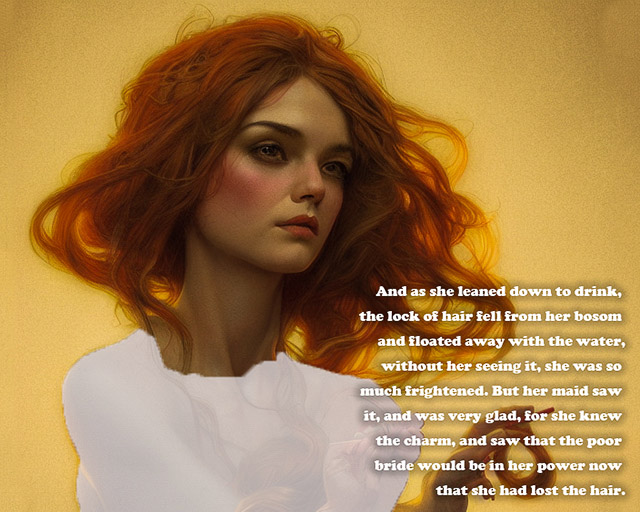 And as she leaned down to drink,
the lock of hair fell from her bosom
and floated away with the water,
without her seeing it, she was so
much frightened. But her maid saw
it, and was very glad, for she knew
the charm, and saw that the poor
bride would be in her power now
that she had lost the hair.